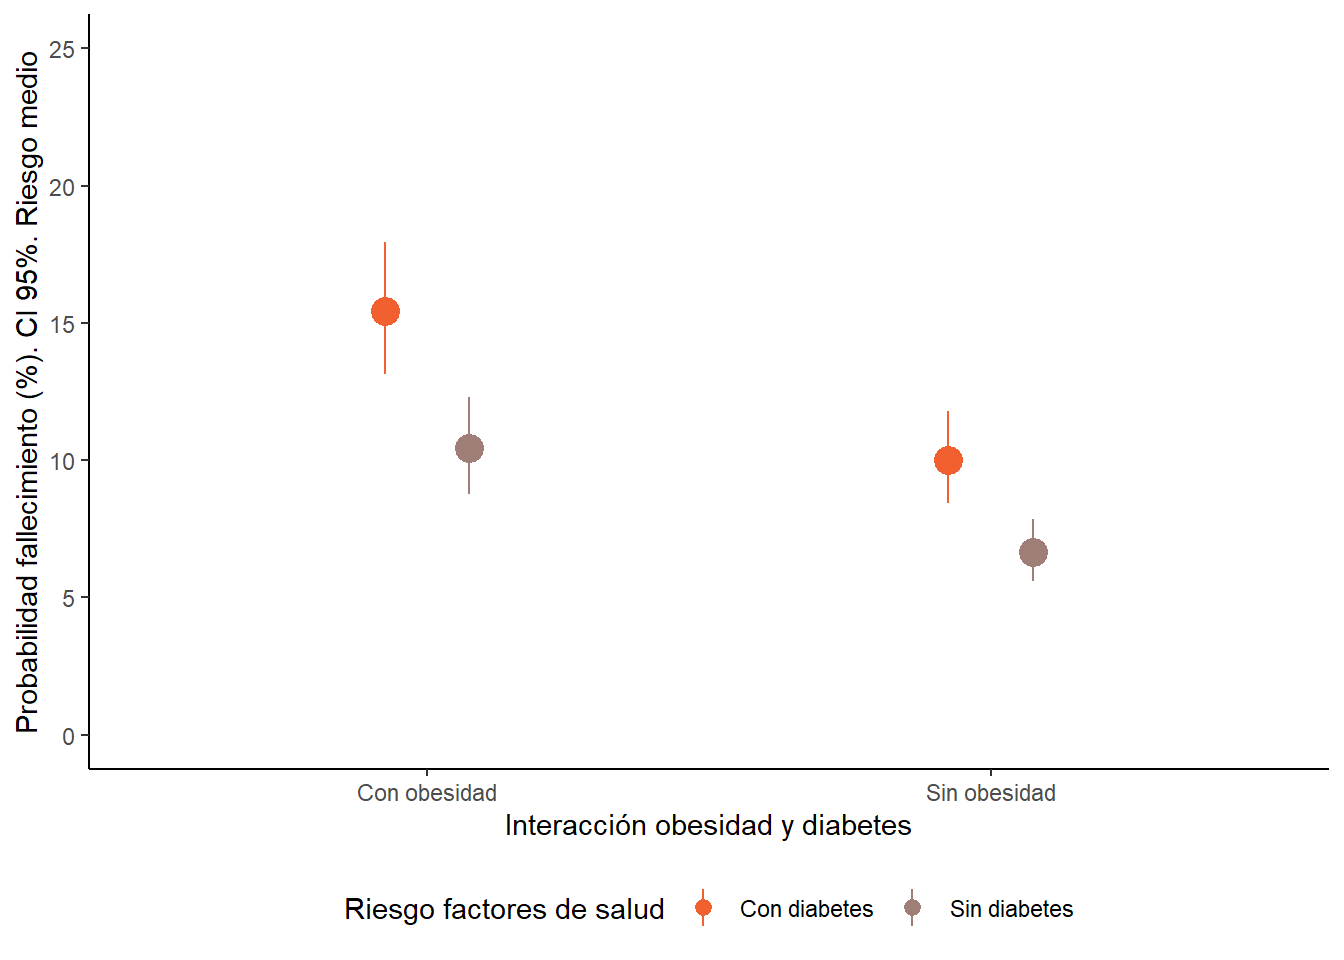 Probabilidad fallecimiento (%). CI 95%. Riesgo medio
25
20
15
10
5
0
Con obesidad
Sin obesidad
Interacción obesidad y diabetes
Riesgo factores de salud
Con diabetes
Sin diabetes